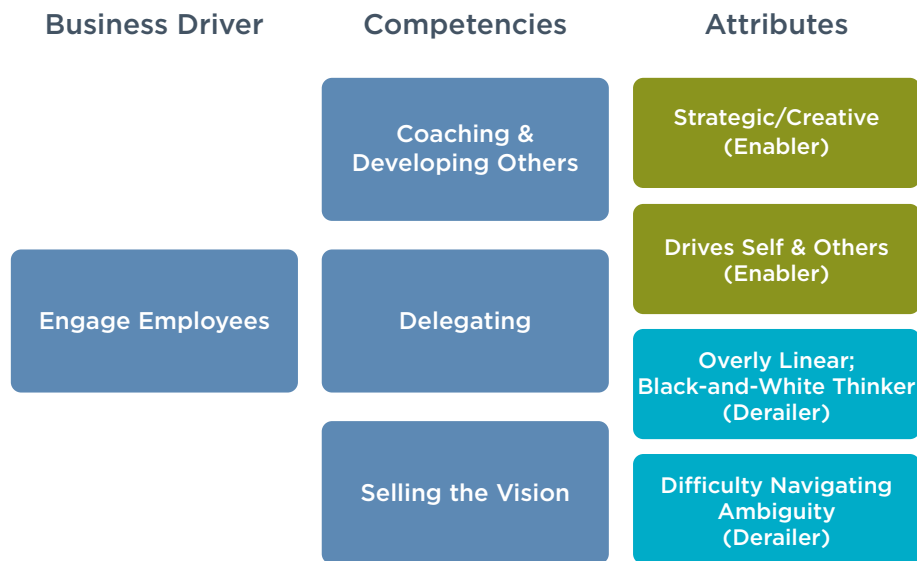 Business Driver
Competencies
Attributes
Engage Employees
Coaching &
Developing Others
Delegating
Selling the Vision
Strategic/Creative
(Enabler)
Drives Self & Others
(Enabler)
Overly Linear;
Black-and-White Thinker
(Derailer)
Difficulty Navigating
Ambiguity
(Derailer)